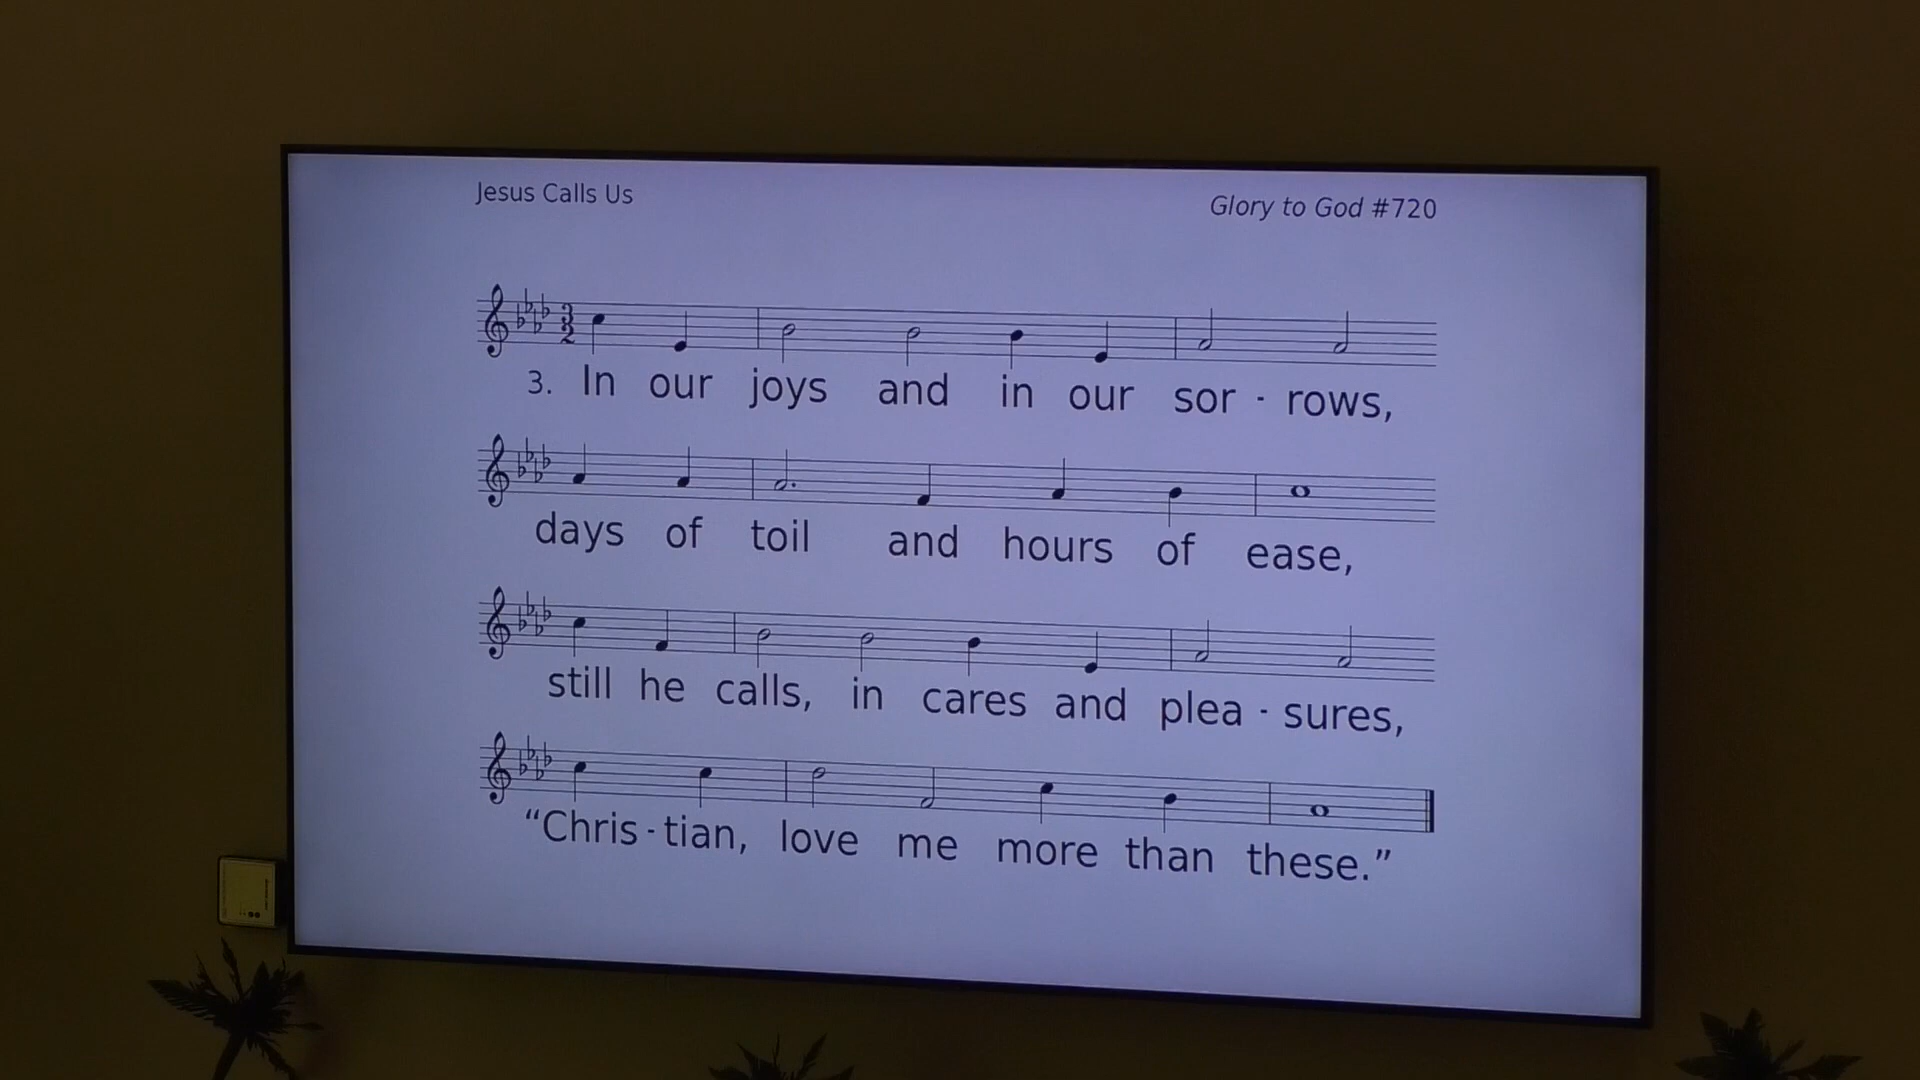 Jesus Calls Us
Glory to God #720
3. In our joys and in our sor - rows,
days of toil and hours of ease,
still he calls, in cares and plea - sures,
“Chris - tian, love me more than these.”